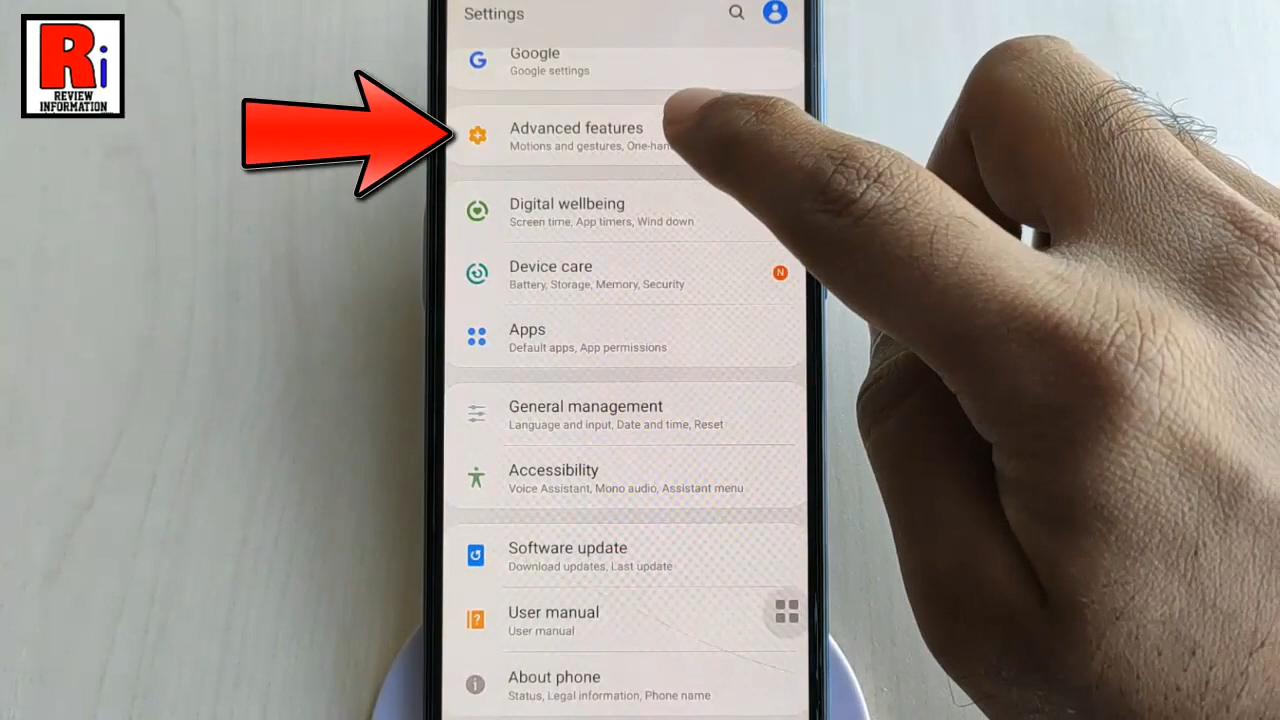 Ri
REVIEW
INFORMATION
Settings
Google
Google settings
Advanced features
Motions and gestures,
Digital wellbeing
Screen time, App timers, Wind down
Device care
N
Battery, Storage, Memory, Security
Apps
Default apps, App permissions
General management
Language and input, Date and time, Reset
Accessibility
Voice Assistant, Mono audio, Assistant menu
Software update
Download updates, Last update
?
User manual
User manual
About phone
Status, Legal information, Phone name